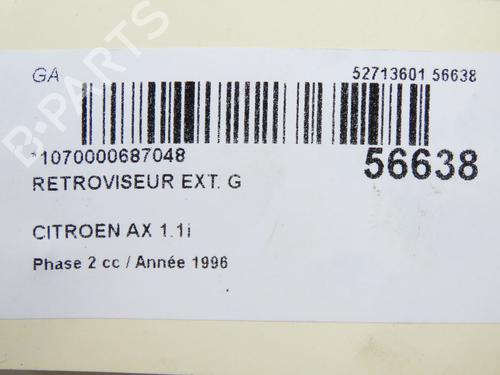 GA 52713601 56638
*1070000687048 56638
RETROVISEUR EXT. G
CITROEN AX 1.1i
Phase 2 cc / Année 1996
B-PARTS